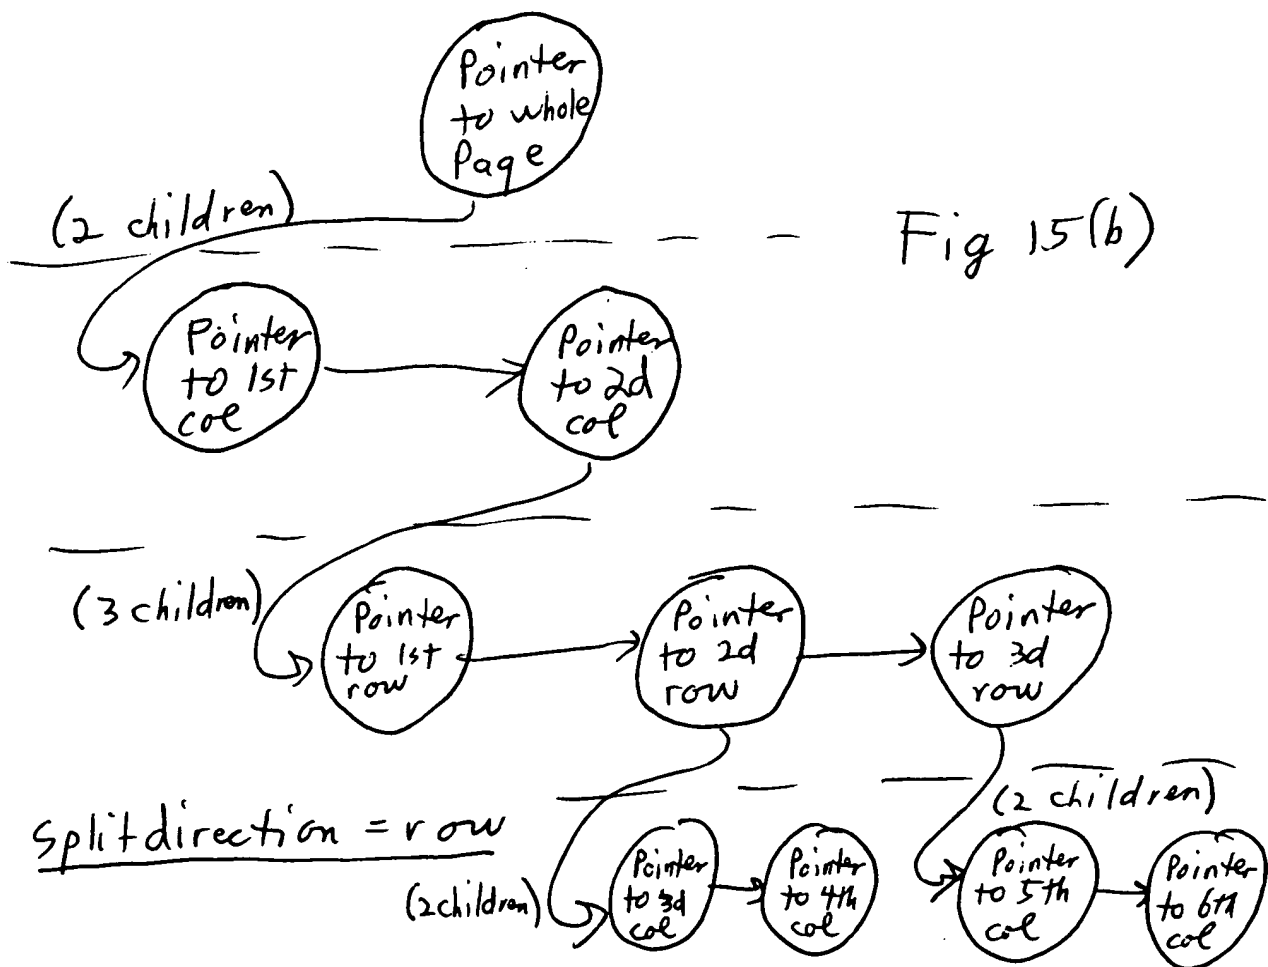 Pointer
to whole
Page
(2 children)
Fig 15(b)
Pointer
to 1st
col
Pointer
to 2d
col
(3 children)
Pointer
to 1st
row
Pointer
to 2d
row
Pointer
to 3d
row
(2 children)
Splitdirection = row
(2 children)
Pointer
to 3d
col
Pointer
to 4th
col
Pointer
to 5th
col
Pointer
to 6th
col